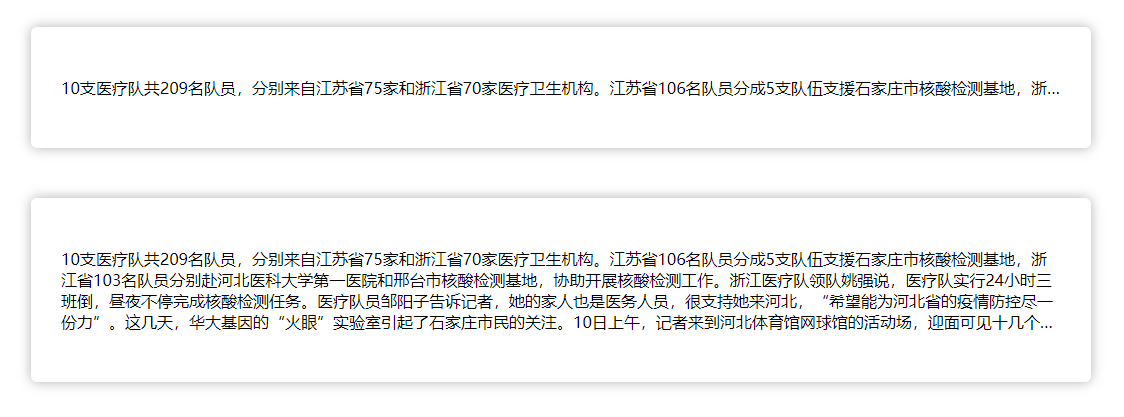 10支医疗队共209名队员，分别来自江苏省75家和浙江省70家医疗卫生机构。江苏省106名队员分成5支队伍支援石家庄市核酸检测基地，浙...
10支医疗队共209名队员，分别来自江苏省75家和浙江省70家医疗卫生机构。江苏省106名队员分成5支队伍支援石家庄市核酸检测基地，浙
江省103名队员分别赴河北医科大学第一医院和邢台市核酸检测基地，协助开展核酸检测工作。浙江医疗队领队姚强说，医疗队实行24小时三
班倒，昼夜不停完成核酸检测任务。医疗队员邹阳子告诉记者，她的家人也是医务人员，很支持她来河北，“希望能为河北省的疫情防控尽一
份力”。这几天，华大基因的“火眼”实验室引起了石家庄市民的关注。10日上午，记者来到河北体育馆网球馆的活动场，迎面可见十几个...